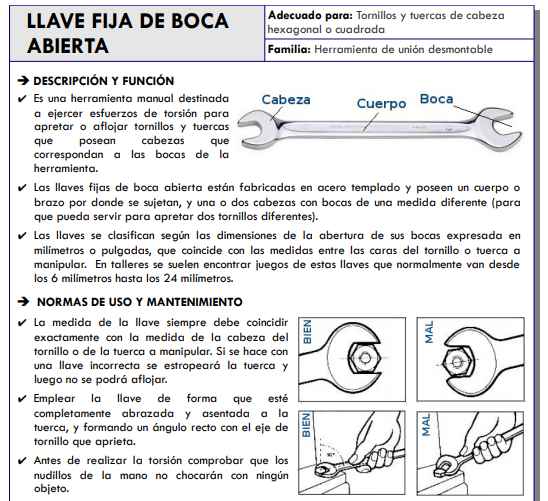 LLAVE FIJA DE BOCA
ABIERTA
Adecuado para: Tornillos y tuercas de cabeza
hexagonal o cuadrada
Familia: Herramienta de unión desmontable
➔ DESCRIPCIÓN Y FUNCIÓN
✔ Es una herramienta manual destinada
a ejercer esfuerzos de torsión para
apretar o aflojar tornillos y tuercas
que posean cabezas que
correspondan a las bocas de la
herramienta.
Cabeza
Cuerpo
Boca
✔ Las llaves fijas de boca abierta están fabricadas en acero templado y poseen un cuerpo o
brazo por donde se sujetan, y una o dos cabezas con bocas de una medida diferente (para
que pueda servir para apretar dos tornillos diferentes).
✔ Las llaves se clasifican según las dimensiones de la abertura de sus bocas expresada en
milímetros o pulgadas, que coincide con las medidas entre las caras del tornillo o tuerca a
manipular. En talleres se suelen encontrar juegos de estas llaves que normalmente van desde
los 6 milímetros hasta los 24 milímetros.
➔ NORMAS DE USO Y MANTENIMIENTO
✔ La medida de la llave siempre debe coincidir
exactamente con la medida de la cabeza del
tornillo o de la tuerca a manipular. Si se hace con
una llave incorrecta se estropeará la tuerca y
luego no se podrá aflojar.
✔ Emplear la llave de forma que esté
completamente abrazada y asentada a la
tuerca, y formando un ángulo recto con el eje de
tornillo que aprieta.
✔ Antes de realizar la torsión comprobar que los
nudillos de la mano no chocarán con ningún
objeto.
BIEN
MAL
BIEN
90°
MAL